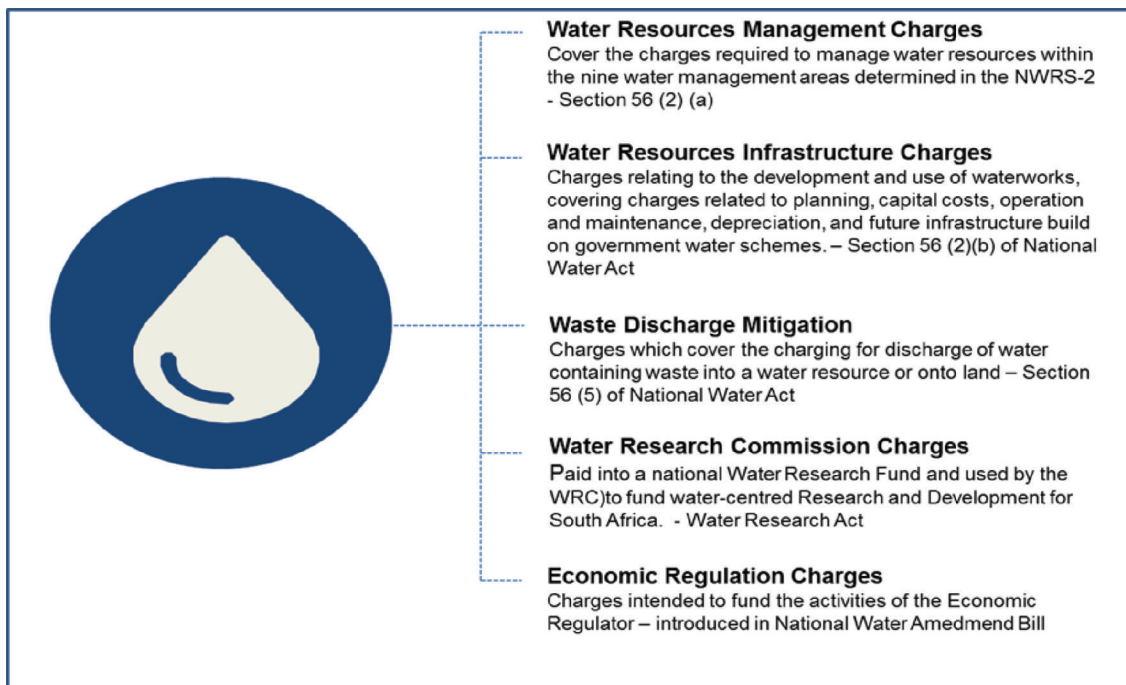 Water Resources Management Charges
Cover the charges required to manage water resources within
the nine water management areas determined in the NWRS-2
- Section 56 (2) (a)
Water Resources Infrastructure Charges
Charges relating to the development and use of waterworks,
covering charges related to planning, capital costs, operation
and maintenance, depreciation, and future infrastructure build
on government water schemes. – Section 56 (2)(b) of National
Water Act
Waste Discharge Mitigation
Charges which cover the charging for discharge of water
containing waste into a water resource or onto land – Section
56 (5) of National Water Act
Water Research Commission Charges
Paid into a national Water Research Fund and used by the
WRC)to fund water-centred Research and Development for
South Africa. - Water Research Act
Economic Regulation Charges
Charges intended to fund the activities of the Economic
Regulator – introduced in National Water Amedmend Bill